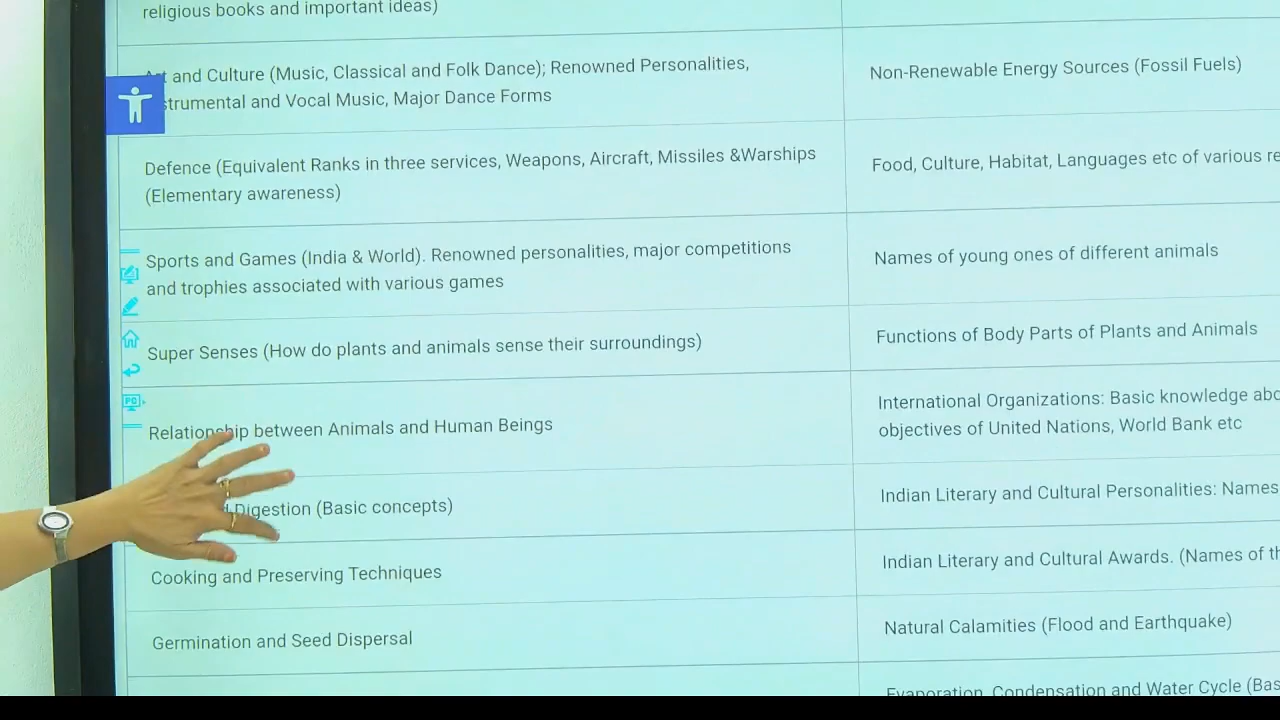 religious books and important ideas)
and Culture (Music, Classical and Folk Dance); Renowned Personalities,
Instrumental and Vocal Music, Major Dance Forms
Non-Renewable Energy Sources (Fossil Fuels)
Defence (Equivalent Ranks in three services, Weapons, Aircraft, Missiles &Warships
(Elementary awareness)
Food, Culture, Habitat, Languages etc of various re
Sports and Games (India & World). Renowned personalities, major competitions
and trophies associated with various games
Names of young ones of different animals
Super Senses (How do plants and animals sense their surroundings)
Functions of Body Parts of Plants and Animals
Relationship between Animals and Human Beings
International Organizations: Basic knowledge abo
objectives of United Nations, World Bank etc
Digestion (Basic concepts)
Indian Literary and Cultural Personalities: Names
Cooking and Preserving Techniques
Indian Literary and Cultural Awards. (Names of th
Germination and Seed Dispersal
Natural Calamities (Flood and Earthquake)
Evaporation, Condensation and Water Cycle (Bas